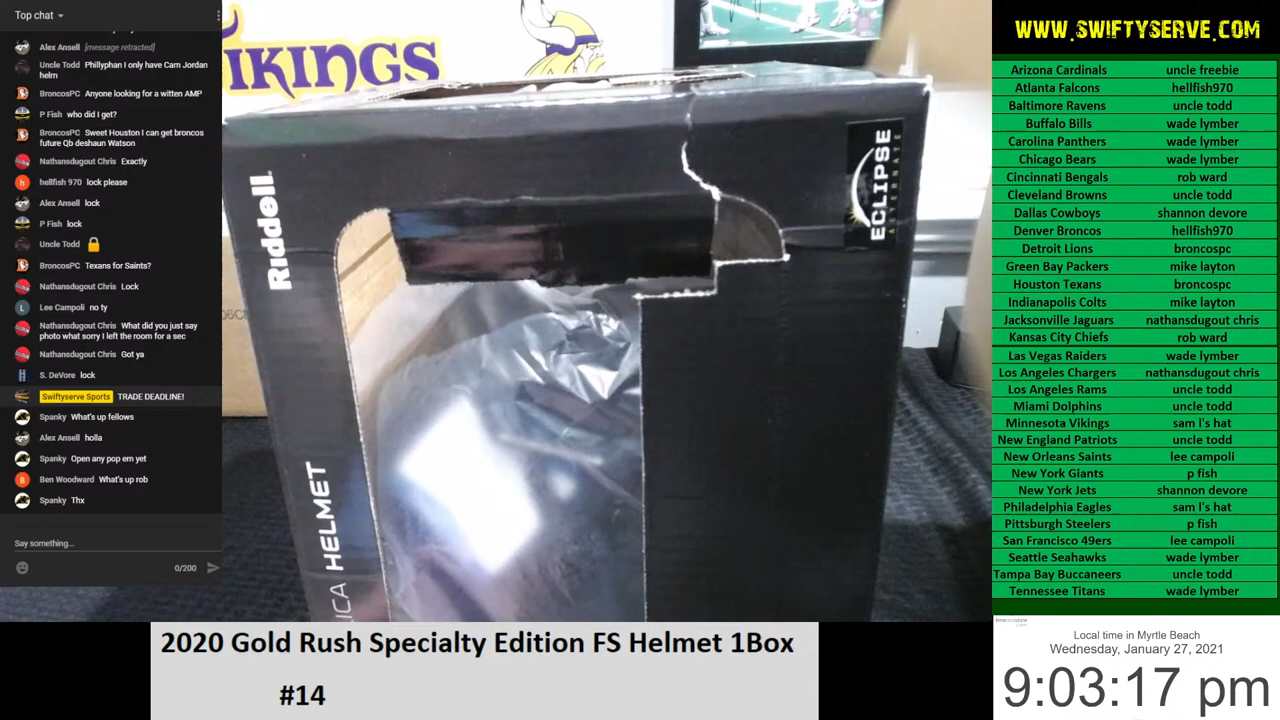 Top chat
Alex Ansell [message retracted]
Uncle Todd Phillyphan I only have Cam Jordan
helm
BroncosPC Anyone looking for a witten AMP
P Fish who did I get?
BroncosPC Sweet Houston I can get broncos
future Qb deshaun Watson
Nathansdugout Chris Exactly
hellfish 970 lock please
Alex Ansell lock
P Fish lock
Uncle Todd 🔒
BroncosPC Texans for Saints?
Nathansdugout Chris Lock
Lee Campoli no ty
Nathansdugout Chris What did you just say
photo what sorry I left the room for a sec
Nathansdugout Chris Got ya
S. DeVore lock
Swiftyserve Sports TRADE DEADLINE!
Spanky What's up fellows
Alex Ansell holla
Spanky Open any pop em yet
Ben Woodward What's up rob
Spanky Thx
Say something...
0/200
VIKINGS
Riddell
HELMET
ECLIPSE
ALTERNATE
2020 Gold Rush Specialty Edition FS Helmet 1Box
#14
WWW.SWIFTYSERVE.COM
Arizona Cardinals uncle freebie
Atlanta Falcons hellfish970
Baltimore Ravens uncle todd
Buffalo Bills wade lymber
Carolina Panthers wade lymber
Chicago Bears wade lymber
Cincinnati Bengals rob ward
Cleveland Browns uncle todd
Dallas Cowboys shannon devore
Denver Broncos hellfish970
Detroit Lions broncospc
Green Bay Packers mike layton
Houston Texans broncospc
Indianapolis Colts mike layton
Jacksonville Jaguars nathansdugout chris
Kansas City Chiefs rob ward
Las Vegas Raiders wade lymber
Los Angeles Chargers nathansdugout chris
Los Angeles Rams uncle todd
Miami Dolphins uncle todd
Minnesota Vikings sam l's hat
New England Patriots uncle todd
New Orleans Saints lee campoli
New York Giants p fish
New York Jets shannon devore
Philadelphia Eagles sam l's hat
Pittsburgh Steelers p fish
San Francisco 49ers lee campoli
Seattle Seahawks wade lymber
Tampa Bay Buccaneers uncle todd
Tennessee Titans wade lymber
Local time in Myrtle Beach
Wednesday, January 27, 2021
9:03:17 pm